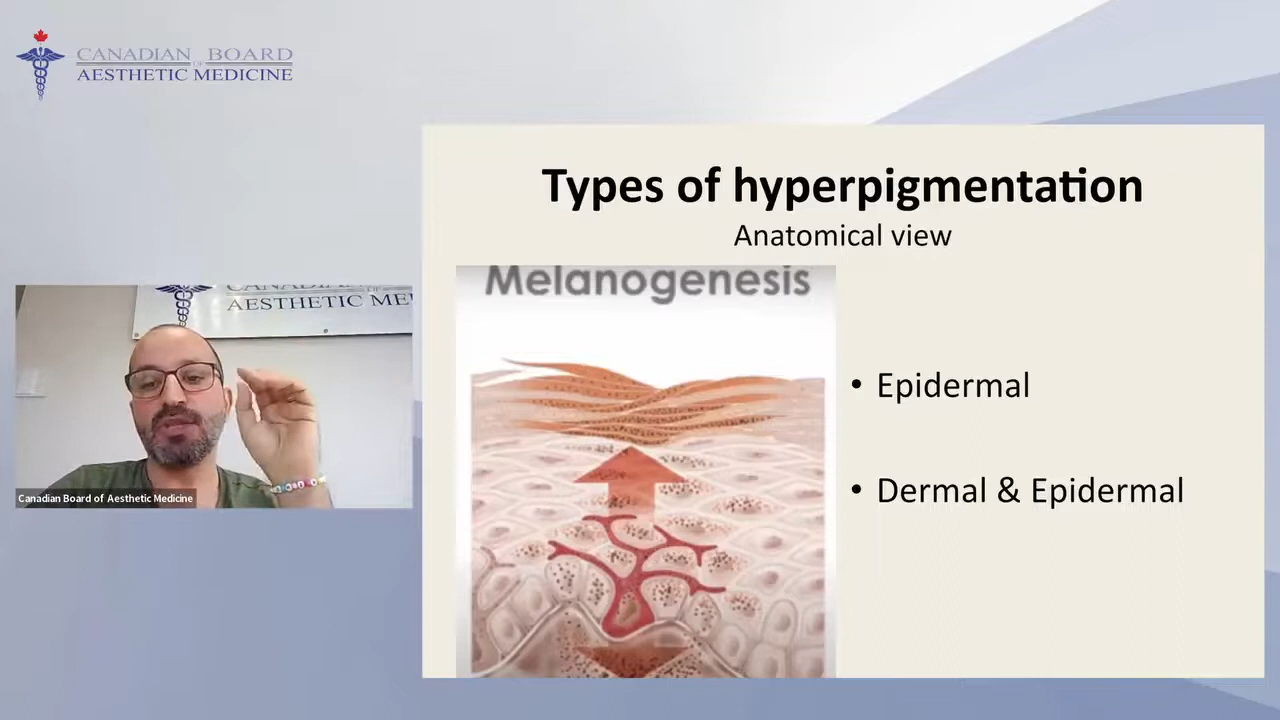 CANADIAN BOARD
OF
AESTHETIC MEDICINE
Types of hyperpigmentation
Anatomical view
Melanogenesis
• Epidermal
• Dermal & Epidermal
AESTHETIC ME
Canadian Board of Aesthetic Medicine